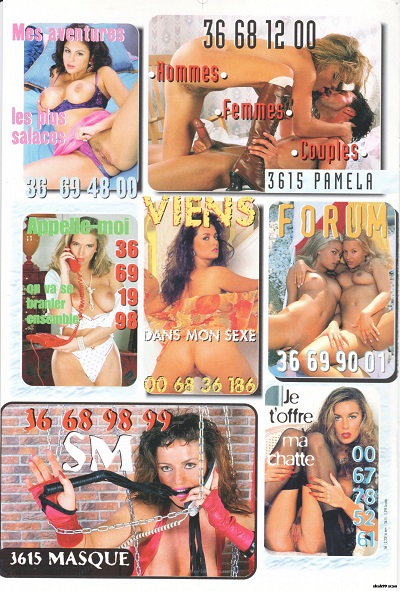 Mes aventures
les plus
salaces
36 69 48 00
36 68 12 00
Hommes
Femmes
Couples
3615 PAMELA
Appelle-moi
on va se
branler
ensemble
36
69
19
98
VIENS
DANS MON SEXE
00 68 36 186
FORUM
36 69 90 01
36 68 98 99
SM
3615 MASQUE
Je
t'offre
ma
chatte
00
67
78
52
61